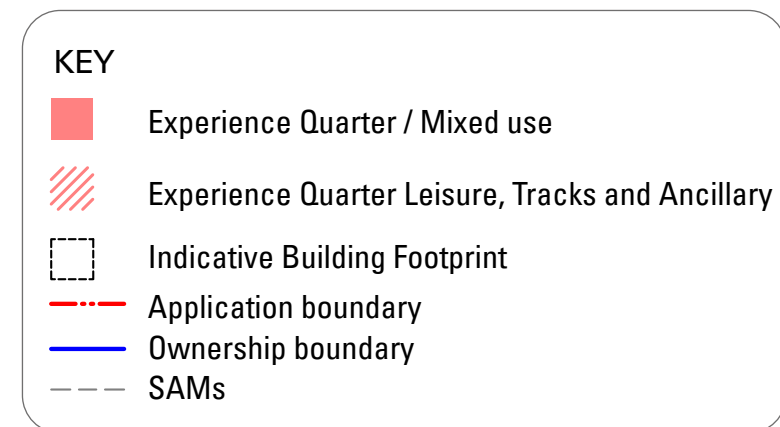 KEY
Experience Quarter / Mixed use
Experience Quarter Leisure, Tracks and Ancillary
Indicative Building Footprint
Application boundary
Ownership boundary
SAMs